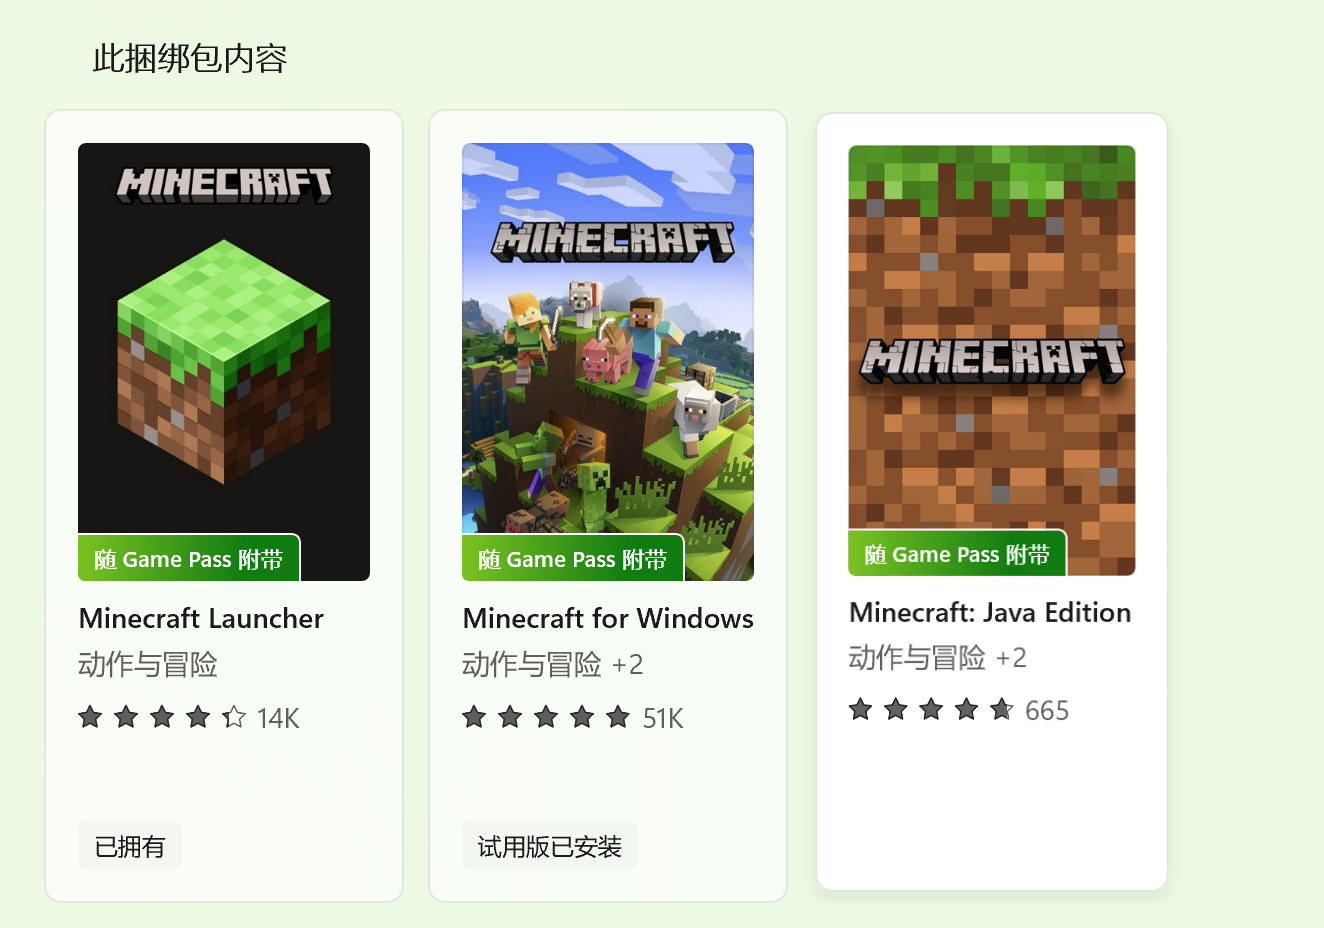 此捆绑包内容
MINECRAFT
随 Game Pass 附带
Minecraft Launcher
动作与冒险
14K
已拥有
MINECRAFT
随 Game Pass 附带
Minecraft for Windows
动作与冒险 +2
51K
试用版已安装
MINECRAFT
随 Game Pass 附带
Minecraft: Java Edition
动作与冒险 +2
665